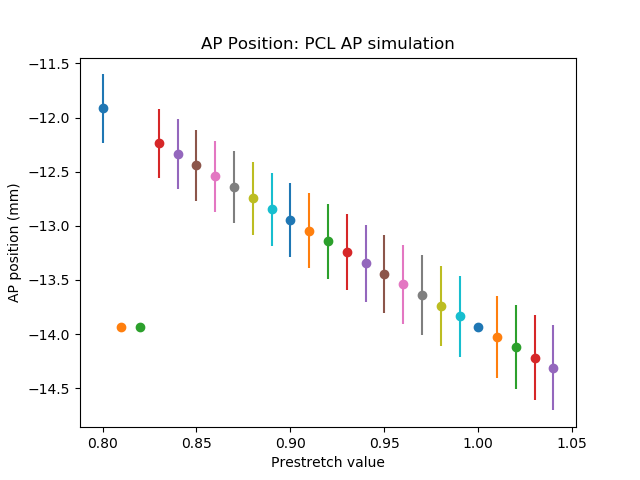 AP Position: PCL AP simulation
AP position (mm)
−11.5
−12.0
−12.5
−13.0
−13.5
−14.0
−14.5
0.80 0.85 0.90 0.95 1.00 1.05
Prestretch value